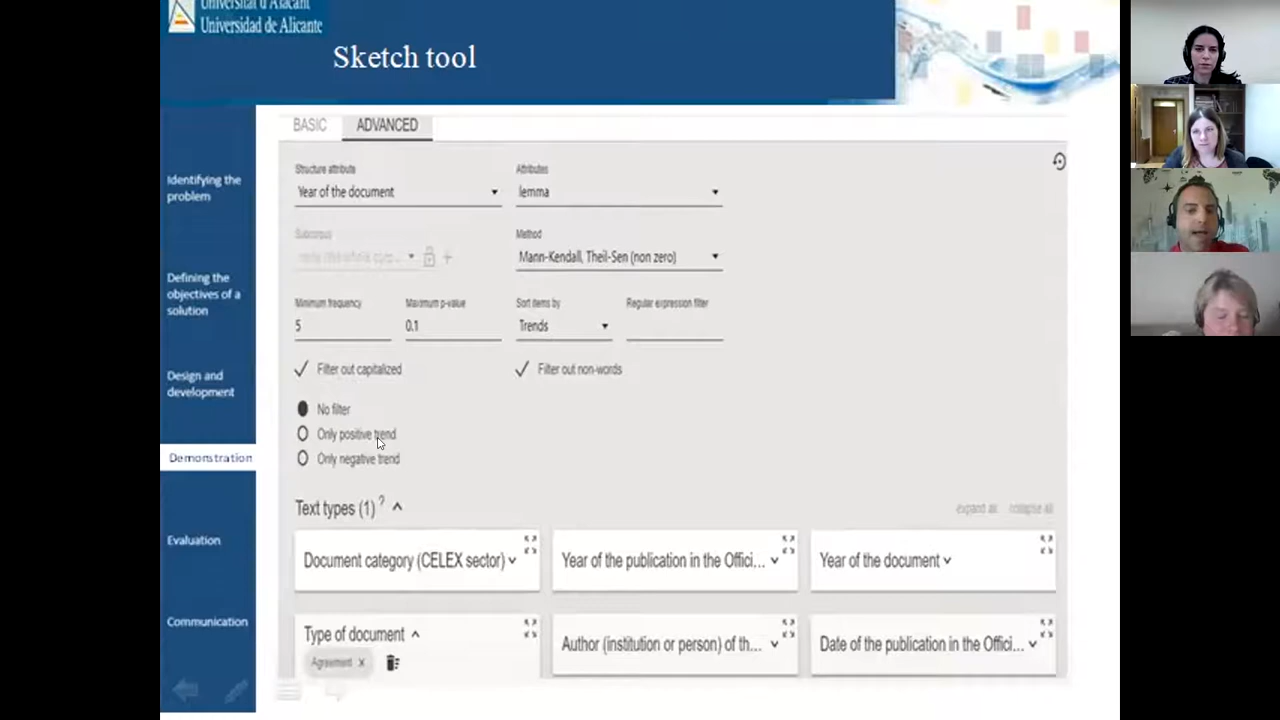 Universitat d'Alacant
Universidad de Alicante
Sketch tool
Identifying the
problem
Defining the
objectives of a
solution
Design and
development
Demonstration
Evaluation
Communication
BASIC ADVANCED
Structure attribute Attributes
Year of the document lemma
Subcorpus Method
Mann-Kendall, Theil-Sen (non zero)
Minimum frequency Maximum p-value Sort items by Regular expression filter
5 0.1 Trends
Filter out capitalized Filter out non-words
No filter
Only positive trend
Only negative trend
Text types (1) ?
expand all collapse all
Document category (CELEX sector) Year of the publication in the Offici... Year of the document
Type of document Author (institution or person) of th... Date of the publication in the Offici...
Agreement x